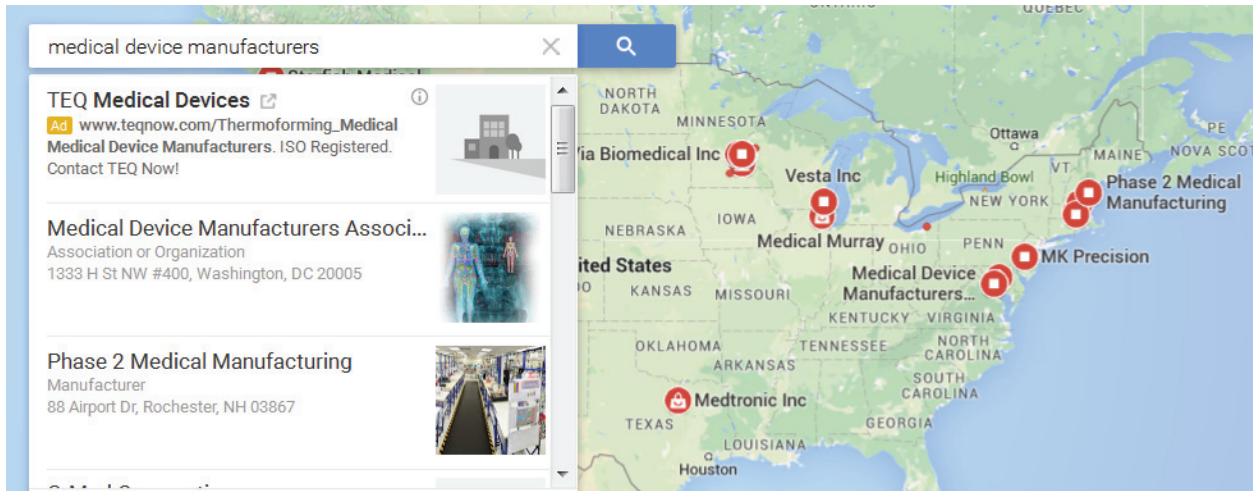 medical device manufacturers
Starfish Medical
TEQ Medical Devices
Ad www.teqnow.com/Thermoforming_Medical
Medical Device Manufacturers. ISO Registered.
Contact TEQ Now!
Medical Device Manufacturers Associ...
Association or Organization
1333 H St NW #400, Washington, DC 20005
Phase 2 Medical Manufacturing
Manufacturer
88 Airport Dr, Rochester, NH 03867
ONTARIO
QUEBEC
NORTH
DAKOTA
MINNESOTA
Ottawa
PE
MAINE
NOVA SCOT
Via Biomedical Inc
Vesta Inc
Highland Bowl
VT
Phase 2 Medical
Manufacturing
NEW YORK
IOWA
NEBRASKA
Medical Murray
OHIO
PENN
MK Precision
ited States
Medical Device
Manufacturers...
KANSAS
MISSOURI
KENTUCKY
VIRGINIA
OKLAHOMA
TENNESSEE
NORTH
CAROLINA
ARKANSAS
SOUTH
CAROLINA
Medtronic Inc
TEXAS
GEORGIA
LOUISIANA
Houston